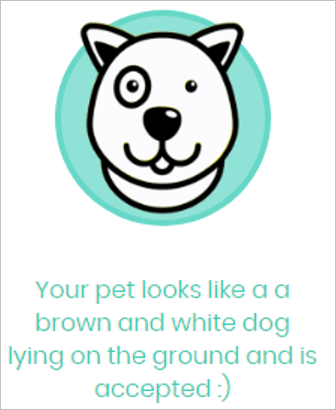 Your pet looks like a a
brown and white dog
lying on the ground and is
accepted :)